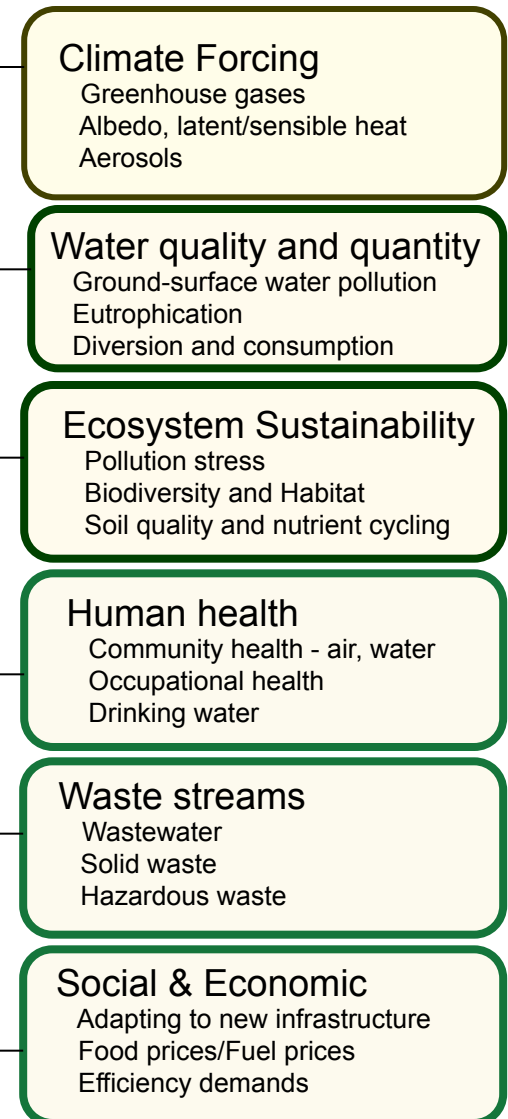 Climate Forcing
Greenhouse gases
Albedo, latent/sensible heat
Aerosols
Water quality and quantity
Ground-surface water pollution
Eutrophication
Diversion and consumption
Ecosystem Sustainability
Pollution stress
Biodiversity and Habitat
Soil quality and nutrient cycling
Human health
Community health - air, water
Occupational health
Drinking water
Waste streams
Wastewater
Solid waste
Hazardous waste
Social & Economic
Adapting to new infrastructure
Food prices/Fuel prices
Efficiency demands